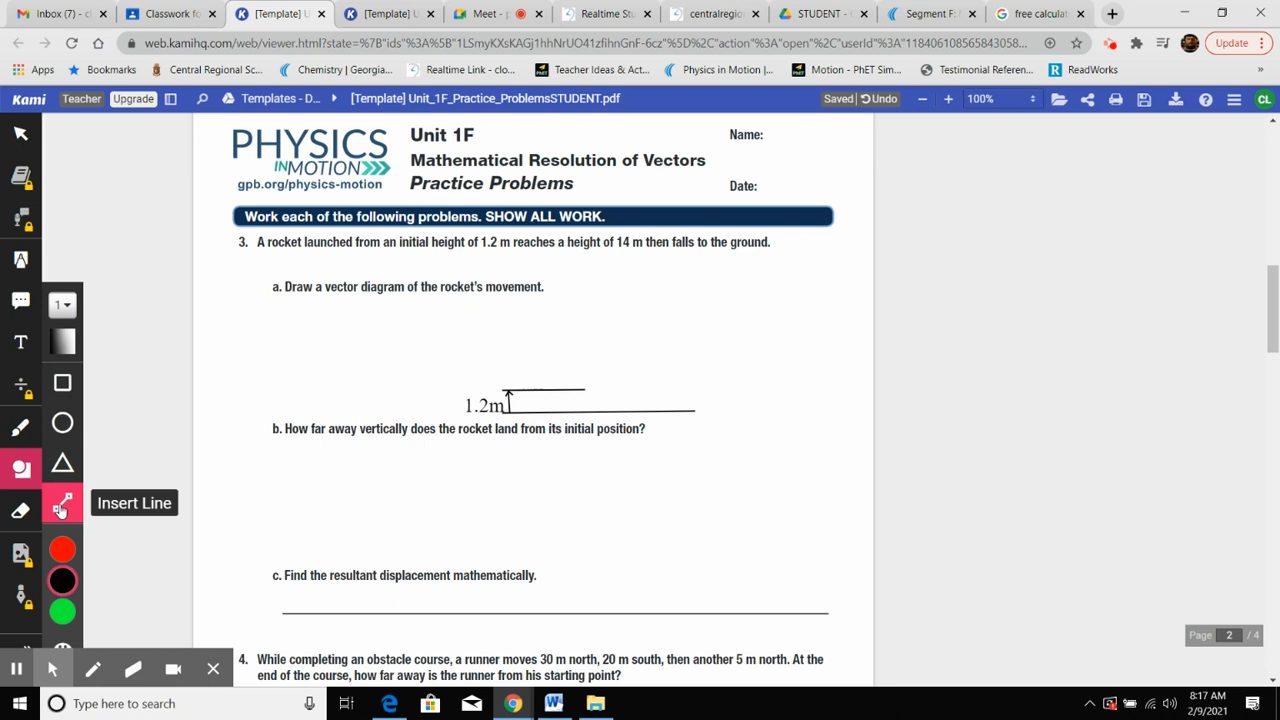 Inbox (7) - c
Classwork fo
[Template] U
[Template] U
Meet -
Realtime Stu
centralregio
STUDENT - G
Segment F: M
free calculat
web.kamihq.com/web/viewer.html?state=%7B"ids"%3A%5B"1LSmyKXsKAGj1hhNrUO41zfihnGnF-6cz"%5D%2C"action"%3A"open"%2C"userId"%3A"118406108565843058...
Update
Apps
Bookmarks
Central Regional Sc...
Chemistry | Georgia...
Realtime Link - clo...
Teacher Ideas & Act...
Physics in Motion |...
Motion - PhET Sim...
Testimonial Referen...
ReadWorks
Kami
Teacher
Upgrade
Templates - D...
[Template] Unit_1F_Practice_ProblemsSTUDENT.pdf
Saved
Undo
100%
CL
PHYSICS
IN MOTION
gpb.org/physics-motion
Unit 1F
Mathematical Resolution of Vectors
Practice Problems
Name:
Date:
Work each of the following problems. SHOW ALL WORK.
3. A rocket launched from an initial height of 1.2 m reaches a height of 14 m then falls to the ground.
a. Draw a vector diagram of the rocket's movement.
1.2m
b. How far away vertically does the rocket land from its initial position?
c. Find the resultant displacement mathematically.
4. While completing an obstacle course, a runner moves 30 m north, 20 m south, then another 5 m north. At the
end of the course, how far away is the runner from his starting point?
1
Insert Line
Page 2 / 4
Type here to search
8:17 AM
2/9/2021